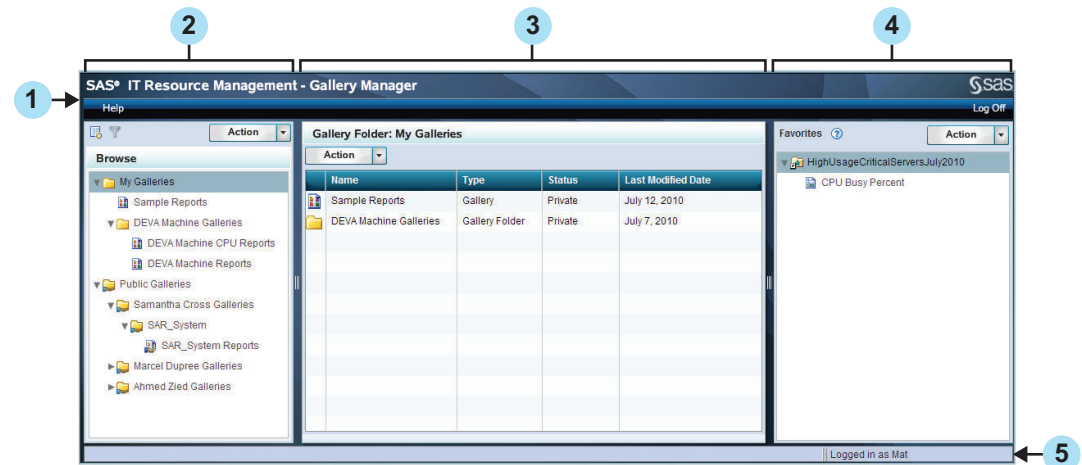 2
3
4
1
SAS® IT Resource Management - Gallery Manager
sas
Help
Log Off
Action
Browse
My Galleries
Sample Reports
DEVA Machine Galleries
DEVA Machine CPU Reports
DEVA Machine Reports
Public Galleries
Samantha Cross Galleries
SAR_System
SAR_System Reports
Marcel Dupree Galleries
Ahmed Zied Galleries
Gallery Folder: My Galleries
Action
Name Type Status Last Modified Date
Sample Reports Gallery Private July 12, 2010
DEVA Machine Galleries Gallery Folder Private July 7, 2010
Favorites ? Action
HighUsageCriticalServersJuly2010
CPU Busy Percent
Logged in as Mat
5